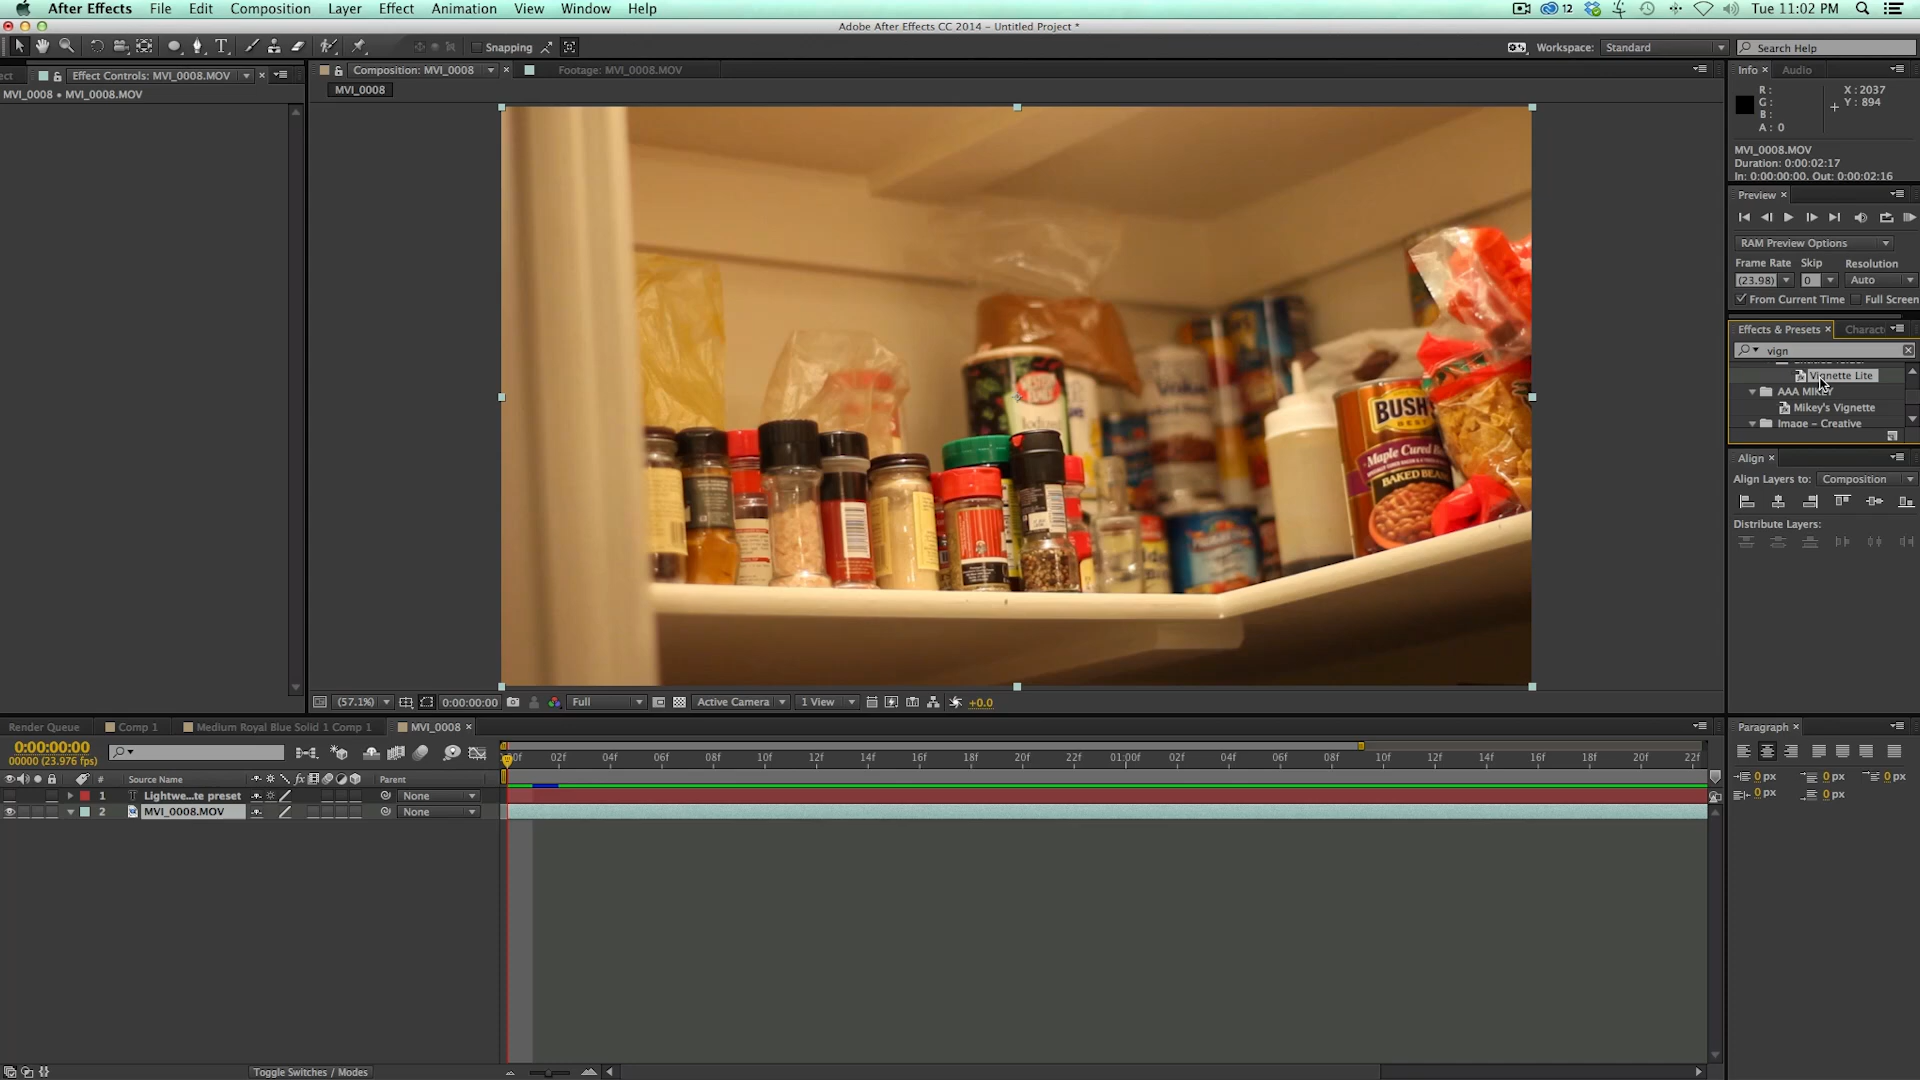 After Effects File Edit Composition Layer Effect Animation View Window Help 12 Tue 11:02 PM
Adobe After Effects CC 2014 – Untitled Project *
Snapping Workspace: Standard Search Help
Effect Controls: MVI_0008.MOV Composition: MVI_0008 Footage: MVI_0008.MOV Info Audio
MVI_0008 • MVI_0008.MOV MVI_0008
R : X : 2037
G : Y : 894
B :
A : 0
MVI_0008.MOV
Duration: 0:00:02:17
In: 0:00:00:00, Out: 0:00:02:16
Preview
RAM Preview Options
Frame Rate Skip Resolution
(23.98) 0 Auto
From Current Time Full Screen
Effects & Presets Charact
vign
Vignette Lite
AAA MIKEY
Mikey's Vignette
Image – Creative
Align
Align Layers to: Composition
Distribute Layers:
BUSH'S
BEST
Maple Cured
BAKED BEANS
(57.1%) 0:00:00:00 Full Active Camera 1 View +0.0
Render Queue Comp 1 Medium Royal Blue Solid 1 Comp 1 MVI_0008
0:00:00:00
00000 (23.976 fps)
# Source Name Parent
:00f 02f 04f 06f 08f 10f 12f 14f 16f 18f 20f 22f 01:00f 02f 04f 06f 08f 10f 12f 14f 16f 18f 20f 22f
1 T Lightwe...te preset None
2 MVI_0008.MOV None
Paragraph
0 px 0 px 0 px
0 px 0 px
Toggle Switches / Modes